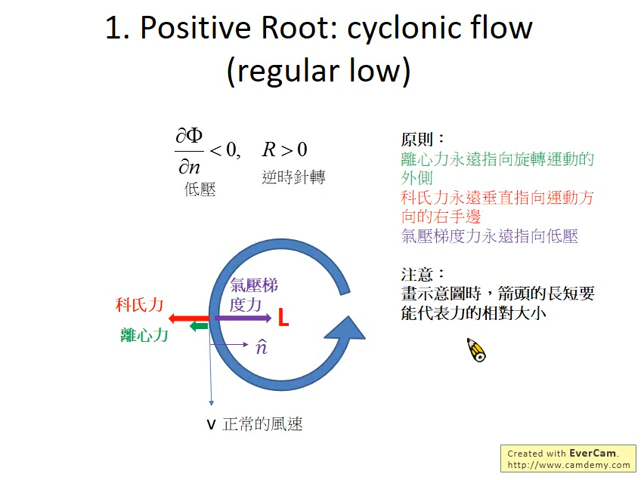 1. Positive Root: cyclonic flow
(regular low)
∂Φ/∂n < 0, R > 0
低壓
逆時針轉
原則：
離心力永遠指向旋轉運動的
外側
科氏力永遠垂直指向運動方
向的右手邊
氣壓梯度力永遠指向低壓
注意：
畫示意圖時，箭頭的長短要
能代表力的相對大小
氣壓梯
度力
科氏力
L
離心力
n̂
v 正常的風速
Created with EverCam.
http://www.camdemy.com